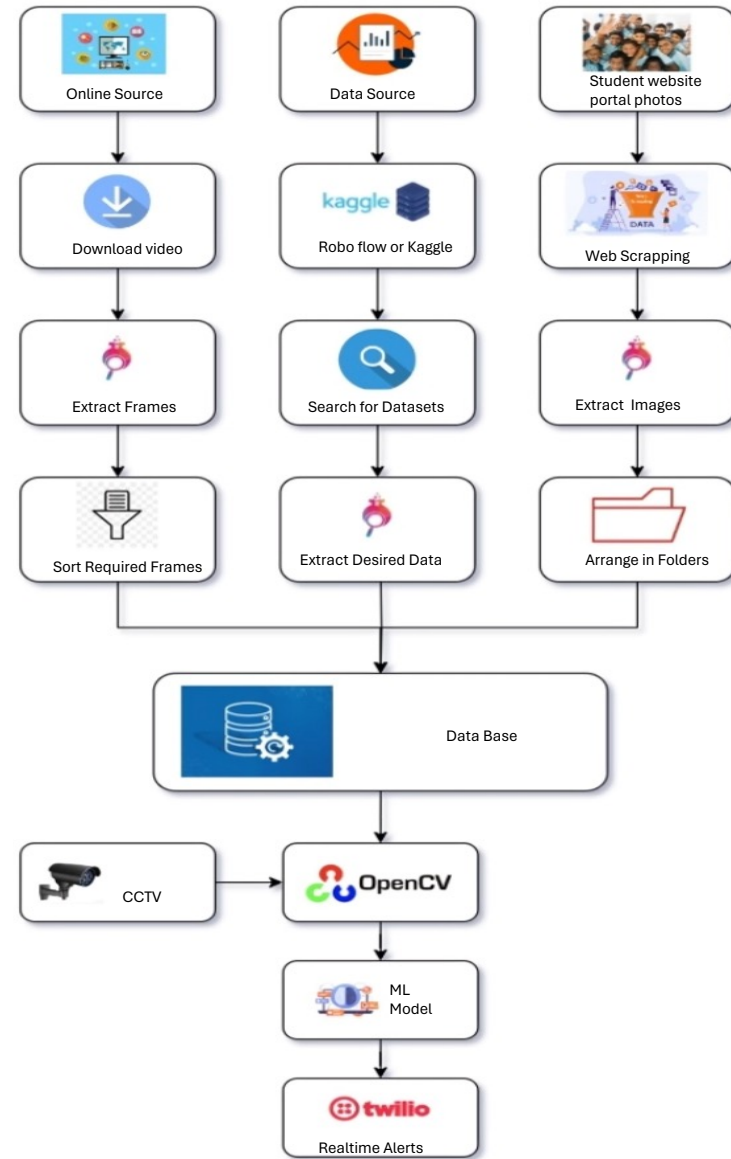 Online Source
Data Source
Student website
portal photos
Download video
kaggle
Robo flow or Kaggle
DATA
Web Scrapping
Extract Frames
Search for Datasets
Extract  Images
Sort Required Frames
Extract Desired Data
Arrange in Folders
Data Base
CCTV
OpenCV
ML
Model
twilio
Realtime Alerts